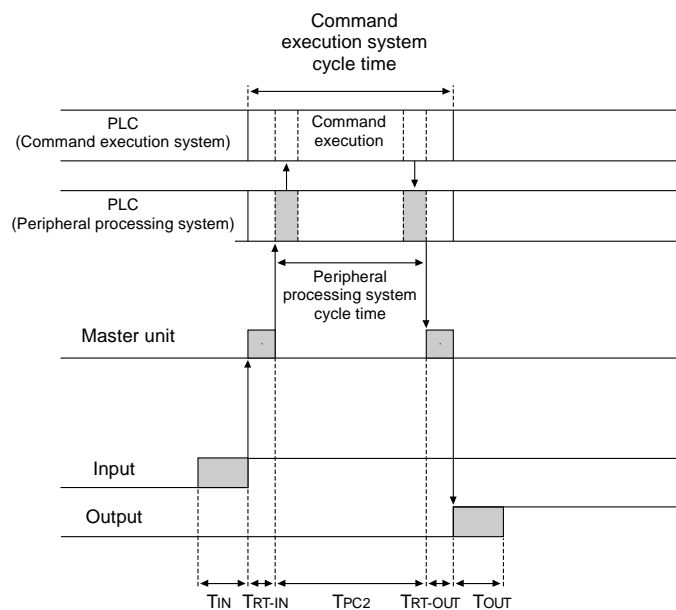 Command
execution system
cycle time
PLC
(Command execution system)
Command
execution
PLC
(Peripheral processing system)
Peripheral
processing system
cycle time
Master unit
Input
Output
TIN TRT-IN TPC2 TRT-OUT TOUT